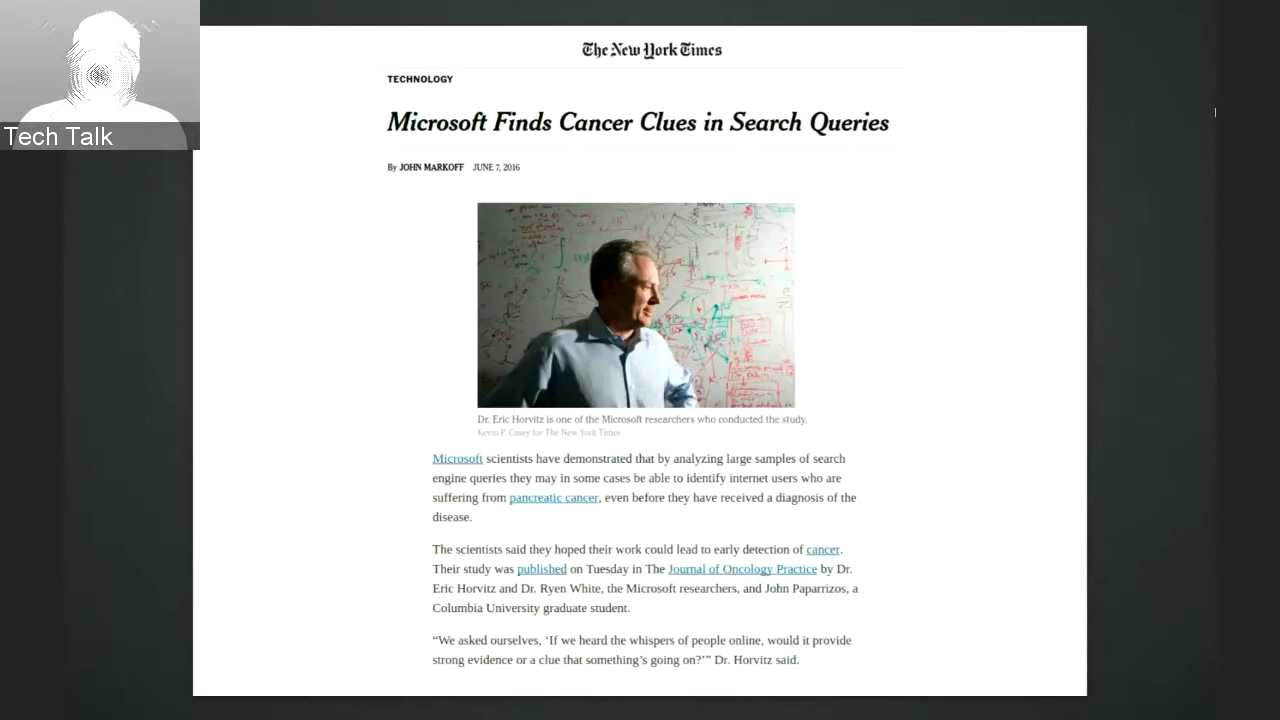 The New York Times
TECHNOLOGY
Microsoft Finds Cancer Clues in Search Queries
By JOHN MARKOFF JUNE 7, 2016
Tech Talk
Dr. Eric Horvitz is one of the Microsoft researchers who conducted the study.
Kevin P. Casey for The New York Times
Microsoft scientists have demonstrated that by analyzing large samples of search
engine queries they may in some cases be able to identify internet users who are
suffering from pancreatic cancer, even before they have received a diagnosis of the
disease.
The scientists said they hoped their work could lead to early detection of cancer.
Their study was published on Tuesday in The Journal of Oncology Practice by Dr.
Eric Horvitz and Dr. Ryen White, the Microsoft researchers, and John Paparrizos, a
Columbia University graduate student.
“We asked ourselves, ‘If we heard the whispers of people online, would it provide
strong evidence or a clue that something’s going on?’” Dr. Horvitz said.